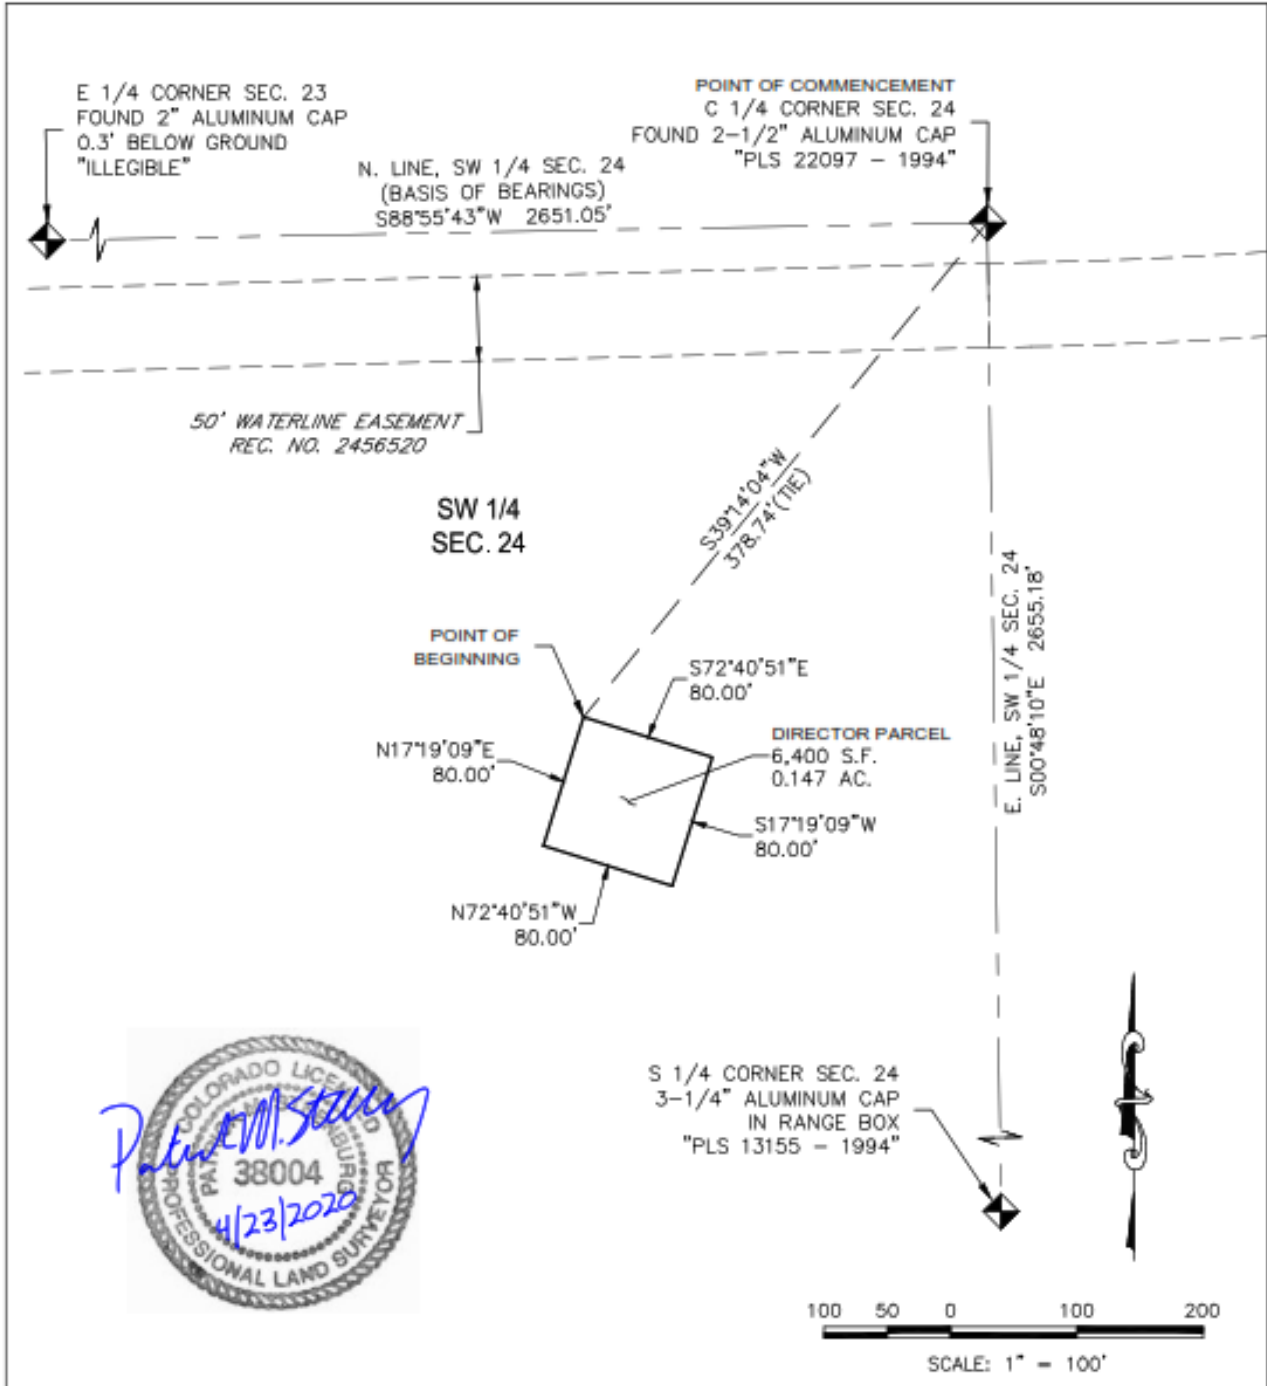 E 1/4 CORNER SEC. 23
FOUND 2" ALUMINUM CAP
0.3' BELOW GROUND
"ILLEGIBLE"
POINT OF COMMENCEMENT
C 1/4 CORNER SEC. 24
FOUND 2-1/2" ALUMINUM CAP
"PLS 22097 - 1994"
N. LINE, SW 1/4 SEC. 24
(BASIS OF BEARINGS)
S88°55'43"W 2651.05'
50' WATERLINE EASEMENT
REC. NO. 2456520
SW 1/4
SEC. 24
S39°14'04"W
378.74'(TIE)
E. LINE, SW 1/4 SEC. 24
S00°48'10"E 2655.18'
POINT OF
BEGINNING
S72°40'51"E
80.00'
N17°19'09"E
80.00'
DIRECTOR PARCEL
6,400 S.F.
0.147 AC.
S17°19'09"W
80.00'
N72°40'51"W
80.00'
S 1/4 CORNER SEC. 24
3-1/4" ALUMINUM CAP
IN RANGE BOX
"PLS 13155 - 1994"
COLORADO LICENSED
38004
4/23/2020
PROFESSIONAL LAND SURVEYOR
100 50 0 100 200
SCALE: 1" = 100'